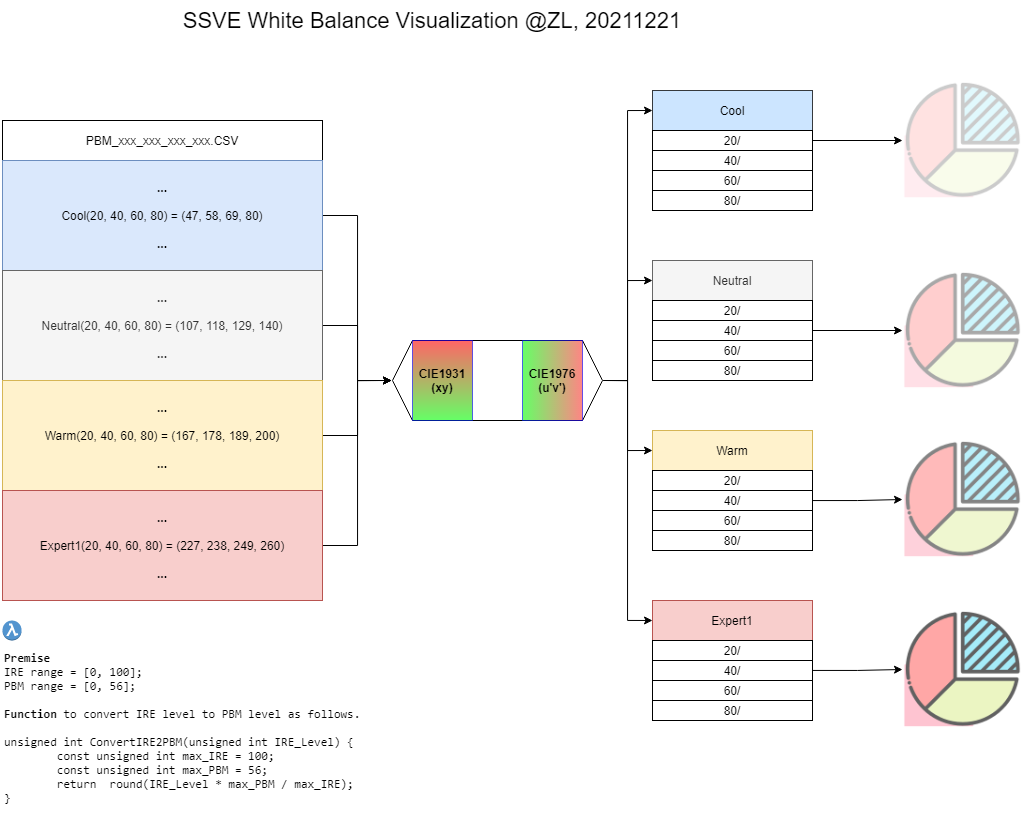 SSVE White Balance Visualization @ZL, 20211221
PBM_xxx_xxx_xxx_xxx.CSV
...
Cool(20, 40, 60, 80) = (47, 58, 69, 80)
...
...
Neutral(20, 40, 60, 80) = (107, 118, 129, 140)
...
...
Warm(20, 40, 60, 80) = (167, 178, 189, 200)
...
...
Expert1(20, 40, 60, 80) = (227, 238, 249, 260)
...
CIE1931
(xy)
CIE1976
(u'v')
Cool
20/
40/
60/
80/
Neutral
20/
40/
60/
80/
Warm
20/
40/
60/
80/
Expert1
20/
40/
60/
80/
λ
Premise
IRE range = [0, 100];
PBM range = [0, 56];
Function to convert IRE level to PBM level as follows.
unsigned int ConvertIRE2PBM(unsigned int IRE_Level) {
const unsigned int max_IRE = 100;
const unsigned int max_PBM = 56;
return  round(IRE_Level * max_PBM / max_IRE);
}